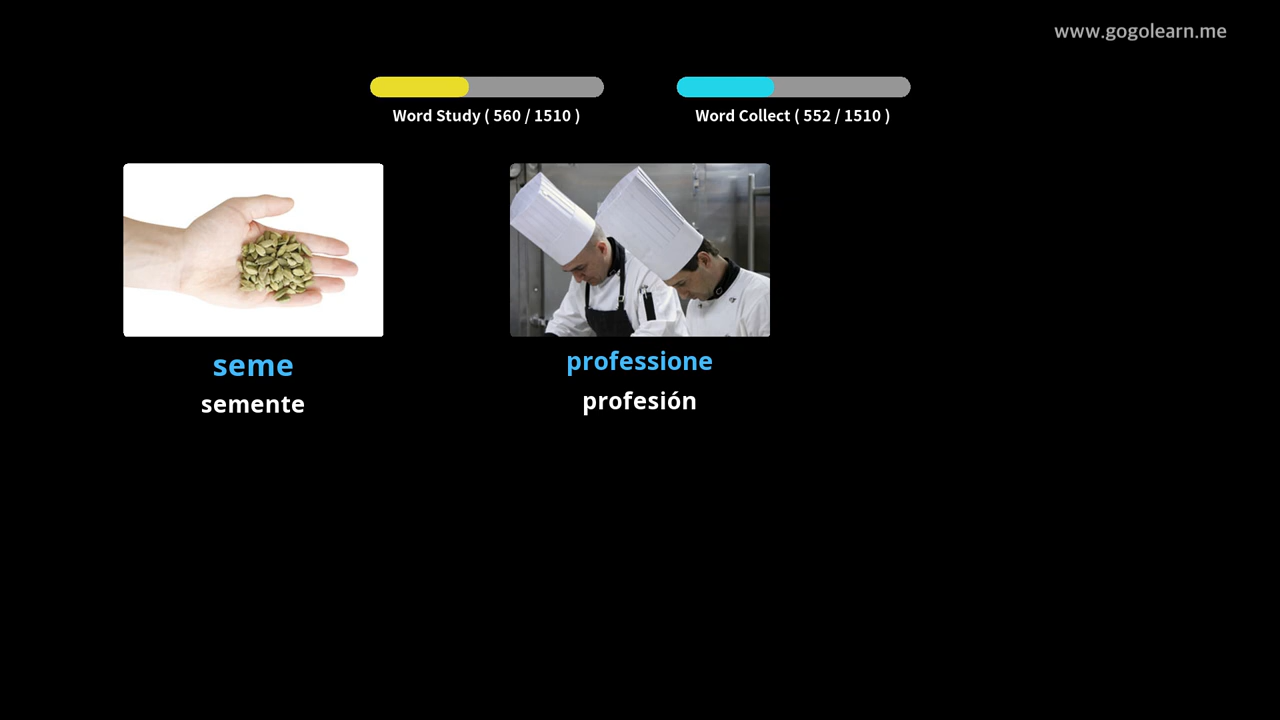 www.gogolearn.me
Word Study ( 560 / 1510 )
Word Collect ( 552 / 1510 )
seme
semente
professione
profesión